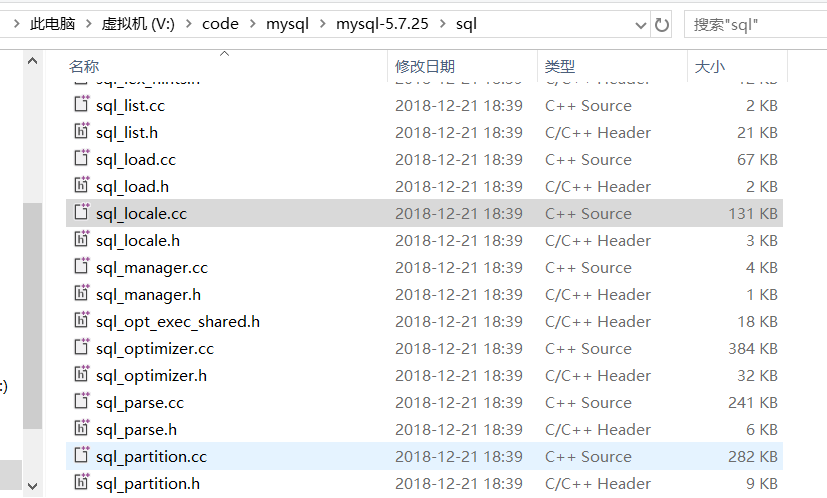 此电脑 > 虚拟机 (V:) > code > mysql > mysql-5.7.25 > sql 搜索"sql"
名称 修改日期 类型 大小
sql_lex_hints.h C/C++ Header 12 KB
sql_list.cc 2018-12-21 18:39 C++ Source 2 KB
sql_list.h 2018-12-21 18:39 C/C++ Header 21 KB
sql_load.cc 2018-12-21 18:39 C++ Source 67 KB
sql_load.h 2018-12-21 18:39 C/C++ Header 2 KB
sql_locale.cc 2018-12-21 18:39 C++ Source 131 KB
sql_locale.h 2018-12-21 18:39 C/C++ Header 3 KB
sql_manager.cc 2018-12-21 18:39 C++ Source 4 KB
sql_manager.h 2018-12-21 18:39 C/C++ Header 1 KB
sql_opt_exec_shared.h 2018-12-21 18:39 C/C++ Header 18 KB
sql_optimizer.cc 2018-12-21 18:39 C++ Source 384 KB
sql_optimizer.h 2018-12-21 18:39 C/C++ Header 32 KB
:)
sql_parse.cc 2018-12-21 18:39 C++ Source 241 KB
sql_parse.h 2018-12-21 18:39 C/C++ Header 6 KB
sql_partition.cc 2018-12-21 18:39 C++ Source 282 KB
sql_partition.h 2018-12-21 18:39 C/C++ Header 9 KB